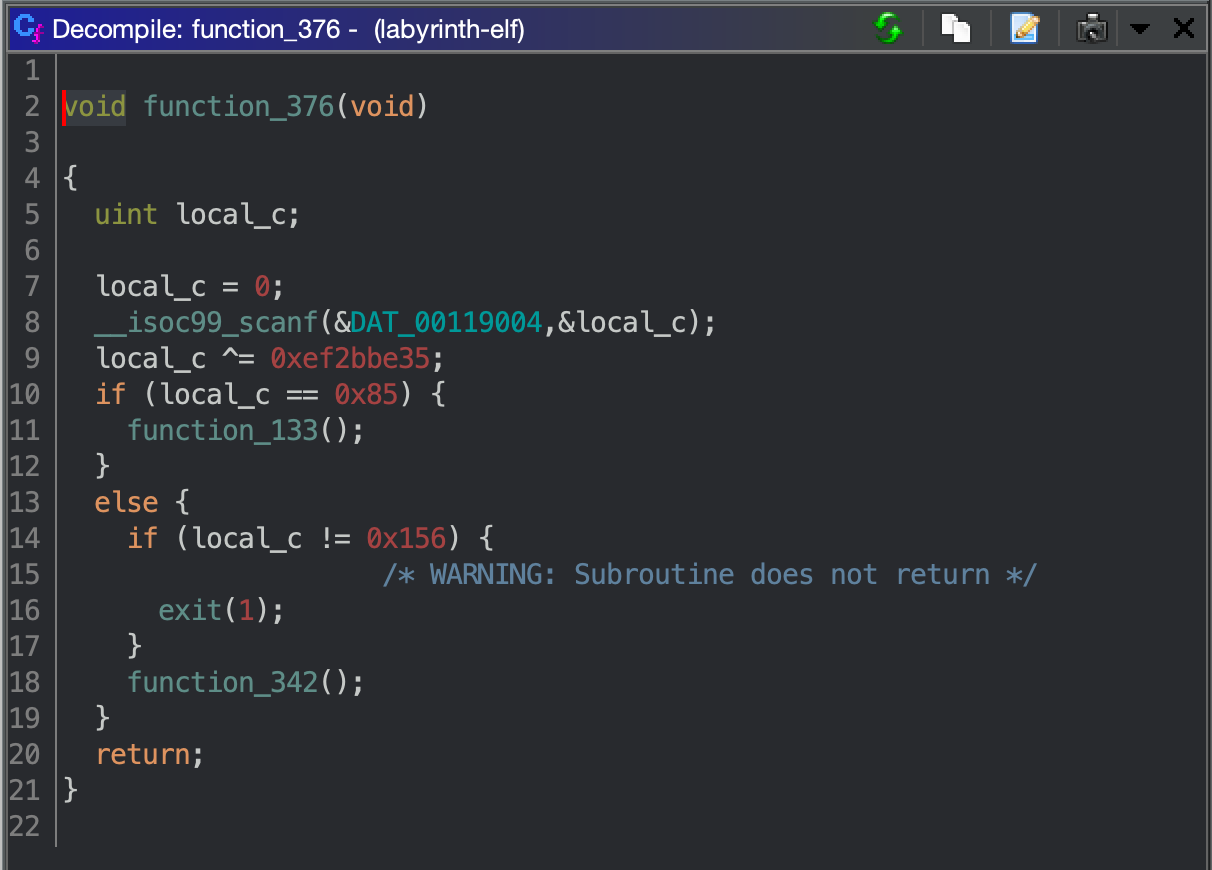 Decompile: function_376 - (labyrinth-elf)
1
2 void function_376(void)
3
4 {
5 uint local_c;
6
7 local_c = 0;
8 __isoc99_scanf(&DAT_00119004,&local_c);
9 local_c ^= 0xef2bbe35;
10 if (local_c == 0x85) {
11 function_133();
12 }
13 else {
14 if (local_c != 0x156) {
15 /* WARNING: Subroutine does not return */
16 exit(1);
17 }
18 function_342();
19 }
20 return;
21 }
22